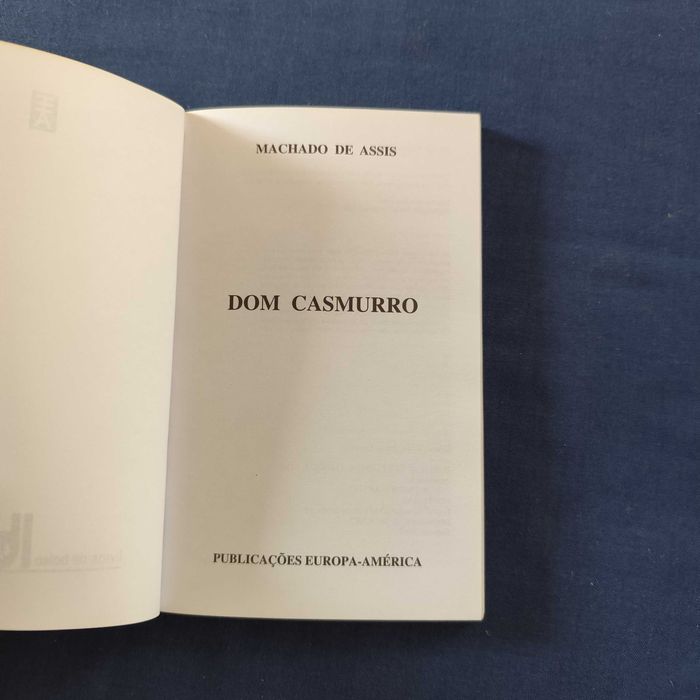 MACHADO DE ASSIS
DOM CASMURRO
PUBLICAÇÕES EUROPA-AMÉRICA